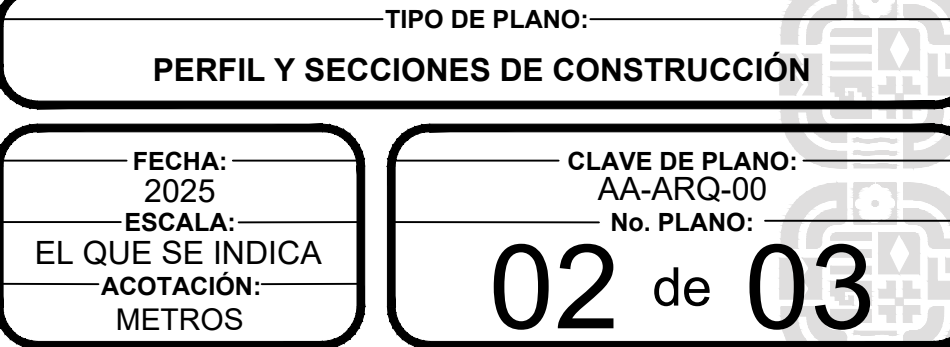 TIPO DE PLANO:
PERFIL Y SECCIONES DE CONSTRUCCIÓN
FECHA:
2025
ESCALA:
EL QUE SE INDICA
ACOTACIÓN:
METROS
CLAVE DE PLANO:
AA-ARQ-00
No. PLANO:
02 de 03